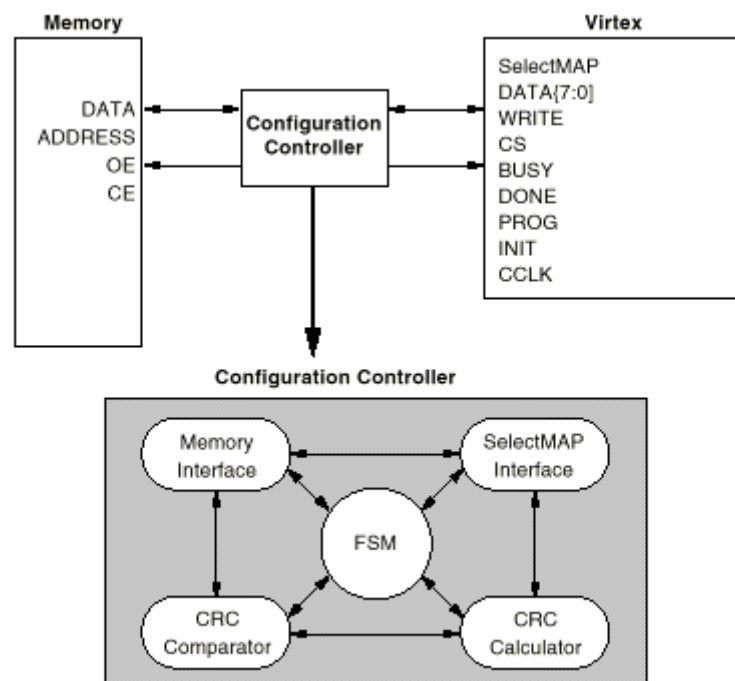 Memory
Virtex
DATA
ADDRESS
OE
CE
Configuration
Controller
SelectMAP
DATA{7:0]
WRITE
CS
BUSY
DONE
PROG
INIT
CCLK
Configuration Controller
Memory
Interface
SelectMAP
Interface
FSM
CRC
Comparator
CRC
Calculator